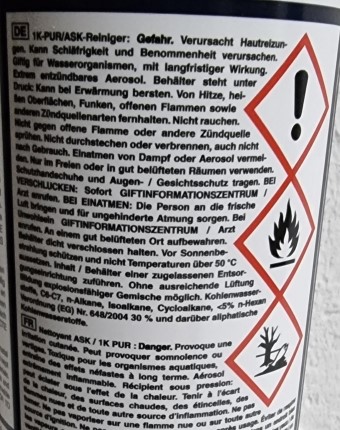 DE 1K-PUR/ASK-Reiniger: Gefahr. Verursacht Hautreizun-
gen. Kann Schläfrigkeit und Benommenheit verursachen.
Giftig für Wasserorganismen, mit langfristiger Wirkung.
Extrem entzündbares Aerosol. Behälter steht unter
Druck: Kann bei Erwärmung bersten. Von Hitze, hei-
ßen Oberflächen, Funken, offenen Flammen sowie
anderen Zündquellenarten fernhalten. Nicht rauchen.
Nicht gegen offene Flamme oder andere Zündquelle
sprühen. Nicht durchstechen oder verbrennen, auch nicht
nach Gebrauch. Einatmen von Dampf oder Aerosol vermei-
den. Nur im Freien oder in gut belüfteten Räumen verwenden.
Schutzhandschuhe und Augen- / Gesichtsschutz tragen. BEI
VERSCHLUCKEN: Sofort GIFTINFORMATIONSZENTRUM /
Arzt anrufen. BEI EINATMEN: Die Person an die frische
Luft bringen und für ungehinderte Atmung sorgen. Bei
Unwohlsein GIFTINFORMATIONSZENTRUM / Arzt
anrufen. An einem gut belüfteten Ort aufbewahren.
Behälter dicht verschlossen halten. Vor Sonnenbe-
strahlung schützen und nicht Temperaturen über 50 °C
aussetzen. Inhalt / Behälter einer zugelassenen Entsor-
gungseinrichtung zuführen. Ohne ausreichende Lüftung
Bildung explosionsfähiger Gemische möglich. Kohlenwasser-
stoffe, C6-C7, n-Alkane, Isoalkane, Cycloalkane, <5% n-Hexan
Verordnung (EG) Nr. 648/2004 30 % und darüber aliphatische
Kohlenwasserstoffe.
FR Nettoyant ASK / 1K PUR : Danger. Provoque une
irritation cutanée. Peut provoquer somnolence ou
vertiges. Toxique pour les organismes aquatiques,
entraîne des effets néfastes à long terme. Aérosol
extrêmement inflammable. Récipient sous pression:
peut éclater sous l'effet de la chaleur. Tenir à l'écart
de la chaleur, des surfaces chaudes, des étincelles, des
flammes nues et de toute autre source d'inflammation. Ne pas
fumer. Ne pas vaporiser sur une flamme nue ou sur toute autre